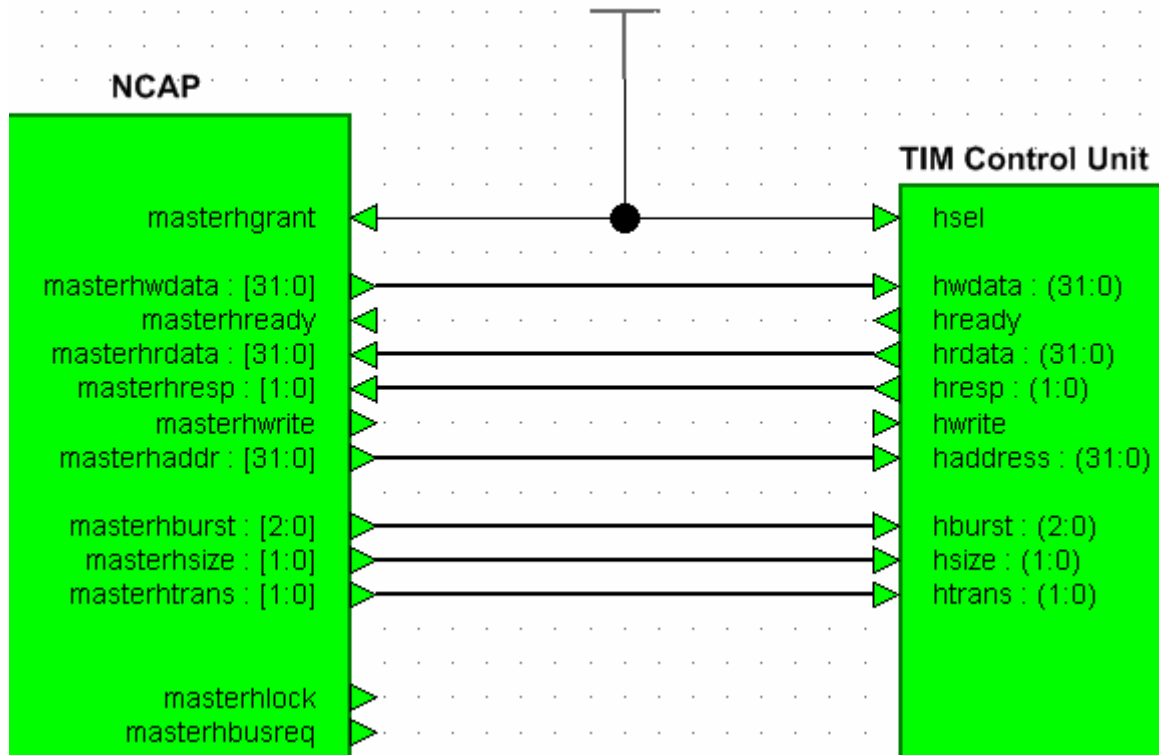 NCAP
masterhgrant
masterhwdata : [31:0]
masterhready
masterhrdata : [31:0]
masterhresp : [1:0]
masterhwrite
masterhaddr : [31:0]
masterhburst : [2:0]
masterhsize : [1:0]
masterhtrans : [1:0]
masterhlock
masterhbusreq
TIM Control Unit
hsel
hwdata : (31:0)
hready
hrdata : (31:0)
hresp : (1:0)
hwrite
haddress : (31:0)
hburst : (2:0)
hsize : (1:0)
htrans : (1:0)